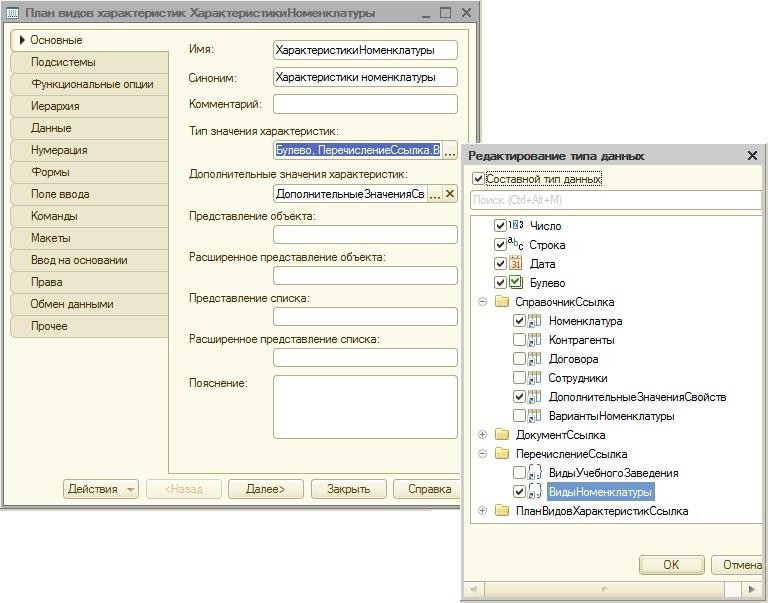 План видов характеристик ХарактеристикиНоменклатуры
Основные
Подсистемы
Функциональные опции
Иерархия
Данные
Нумерация
Формы
Поле ввода
Команды
Макеты
Ввод на основании
Права
Обмен данными
Прочее
Имя: ХарактеристикиНоменклатуры
Синоним: Характеристики номенклатуры
Комментарий:
Тип значения характеристик:
Булево, ПеречислениеСсылка.В ...
Дополнительные значения характеристик:
ДополнительныеЗначенияСв ...
Представление объекта:
Расширенное представление объекта:
Представление списка:
Расширенное представление списка:
Пояснение:
Действия
<Назад
Далее>
Закрыть
Справка
Редактирование типа данных
Составной тип данных
Поиск (Ctrl+Alt+M)
Число
Строка
Дата
Булево
СправочникСсылка
Номенклатура
Контрагенты
Договора
Сотрудники
ДополнительныеЗначенияСвойств
ВариантыНоменклатуры
ДокументСсылка
ПеречислениеСсылка
ВидыУчебногоЗаведения
ВидыНоменклатуры
ПланВидовХарактеристикСсылка
OK
Отмена